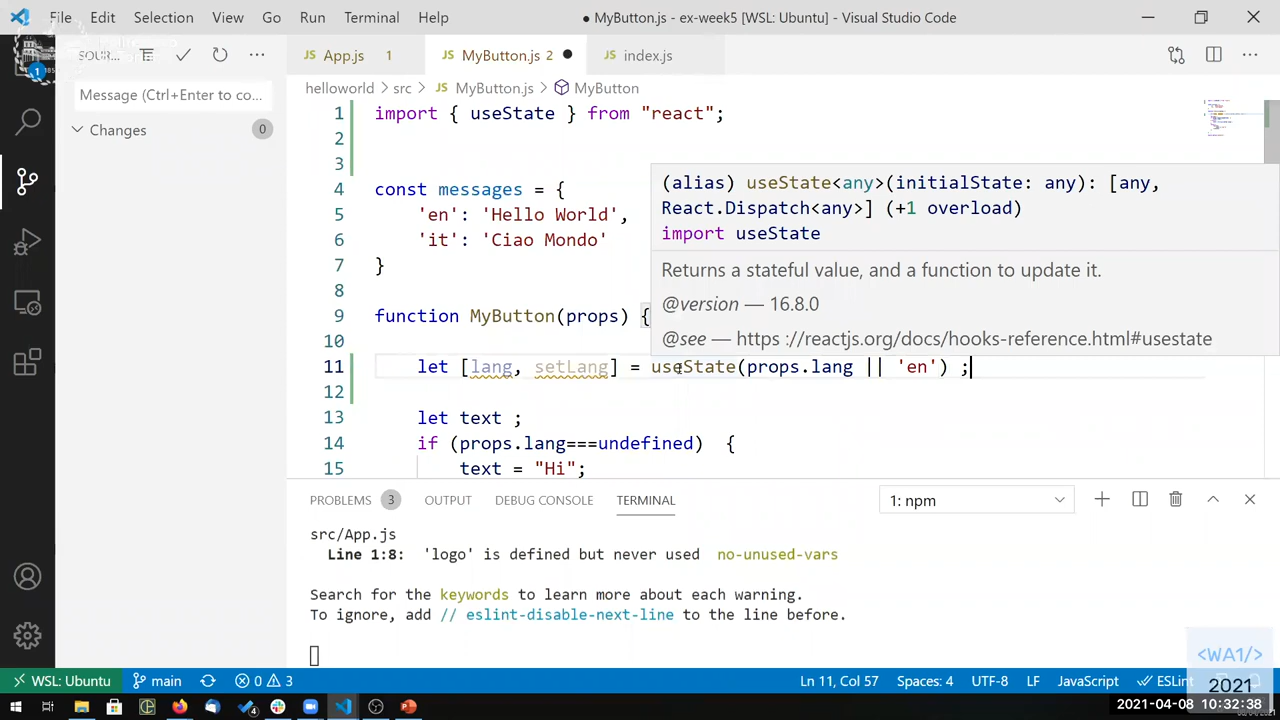 File Edit Selection View Go Run Terminal Help
● MyButton.js - ex-week5 [WSL: Ubuntu] - Visual Studio Code
App.js 1
MyButton.js 2 ●
index.js
1
Message (Ctrl+Enter to co...
Changes 0
helloworld > src > MyButton.js > MyButton
1 import { useState } from "react";
2
3
4 const messages = {
5 'en': 'Hello World',
6 'it': 'Ciao Mondo'
7 }
8
9 function MyButton(props) {
10
11 let [lang, setLang] = useState(props.lang || 'en') ;
12
13 let text ;
14 if (props.lang===undefined) {
15 text = "Hi";
(alias) useState<any>(initialState: any): [any,
React.Dispatch<any>] (+1 overload)
import useState
Returns a stateful value, and a function to update it.
@version — 16.8.0
@see — https ://reactjs.org/docs/hooks-reference.html#usestate
PROBLEMS 3 OUTPUT DEBUG CONSOLE TERMINAL
1: npm
src/App.js
Line 1:8: 'logo' is defined but never used no-unused-vars
Search for the keywords to learn more about each warning.
To ignore, add // eslint-disable-next-line to the line before.
WSL: Ubuntu main 0 3
Ln 11, Col 57 Spaces: 4 UTF-8 LF JavaScript ESLint
<WA1/>
2021
2021-04-08 10:32:38